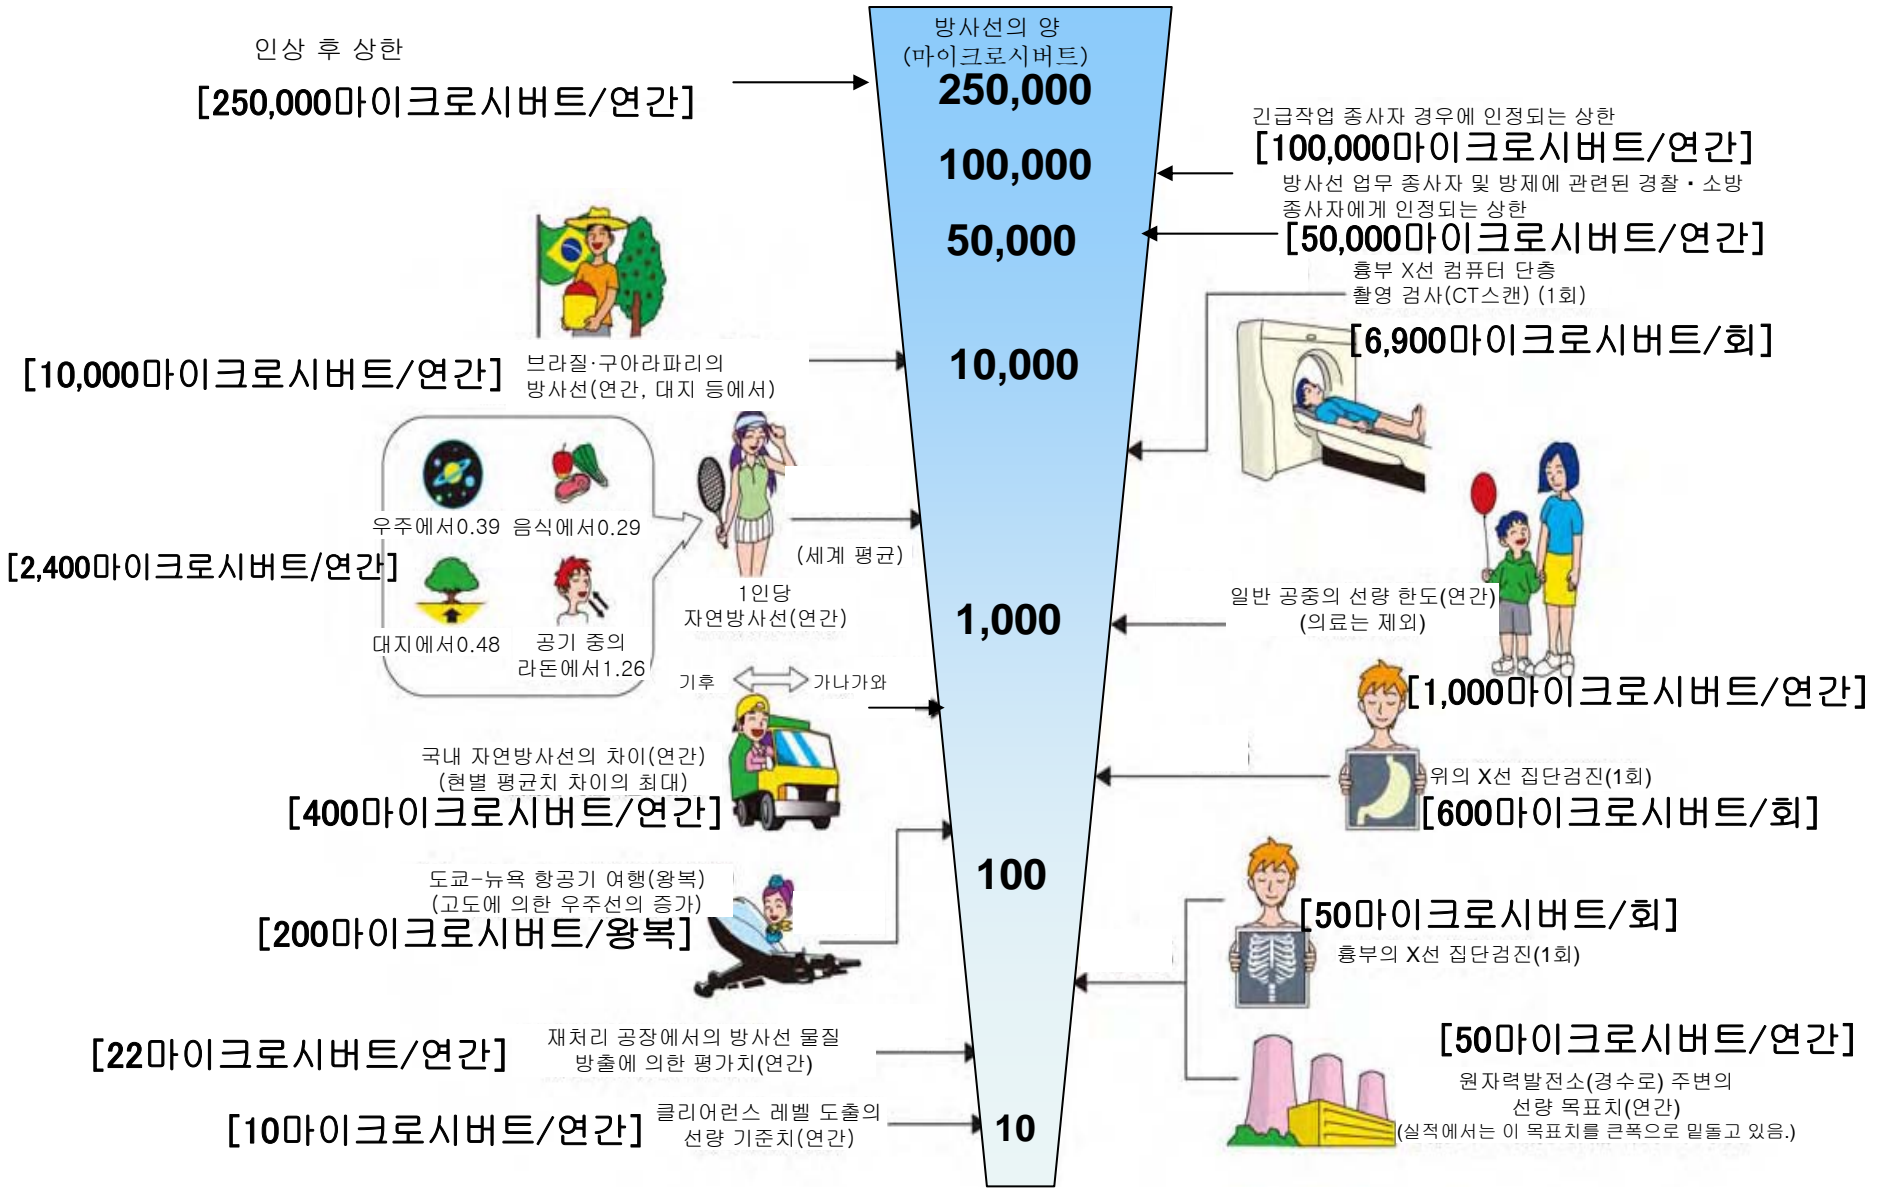 방사선의 양
(마이크로시버트)
250,000
100,000
50,000
10,000
1,000
100
10
인상 후 상한
[250,000마이크로시버트/연간]
[10,000마이크로시버트/연간]
브라질·구아라파리의
방사선(연간, 대지 등에서)
우주에서0.39
음식에서0.29
[2,400마이크로시버트/연간]
대지에서0.48
공기 중의
라돈에서1.26
(세계 평균)
1인당
자연방사선(연간)
기후
가나가와
국내 자연방사선의 차이(연간)
(현별 평균치 차이의 최대)
[400마이크로시버트/연간]
도쿄-뉴욕 항공기 여행(왕복)
(고도에 의한 우주선의 증가)
[200마이크로시버트/왕복]
[22마이크로시버트/연간]
재처리 공장에서의 방사선 물질
방출에 의한 평가치(연간)
[10마이크로시버트/연간]
클리어런스 레벨 도출의
선량 기준치(연간)
긴급작업 종사자 경우에 인정되는 상한
[100,000마이크로시버트/연간]
방사선 업무 종사자 및 방제에 관련된 경찰・소방
종사자에게 인정되는 상한
[50,000마이크로시버트/연간]
흉부 X선 컴퓨터 단층
촬영 검사(CT스캔) (1회)
[6,900마이크로시버트/회]
일반 공중의 선량 한도(연간)
(의료는 제외)
[1,000마이크로시버트/연간]
위의 X선 집단검진(1회)
[600마이크로시버트/회]
[50마이크로시버트/회]
흉부의 X선 집단검진(1회)
[50마이크로시버트/연간]
원자력발전소(경수로) 주변의
선량 목표치(연간)
(실적에서는 이 목표치를 큰폭으로 밑돌고 있음.)